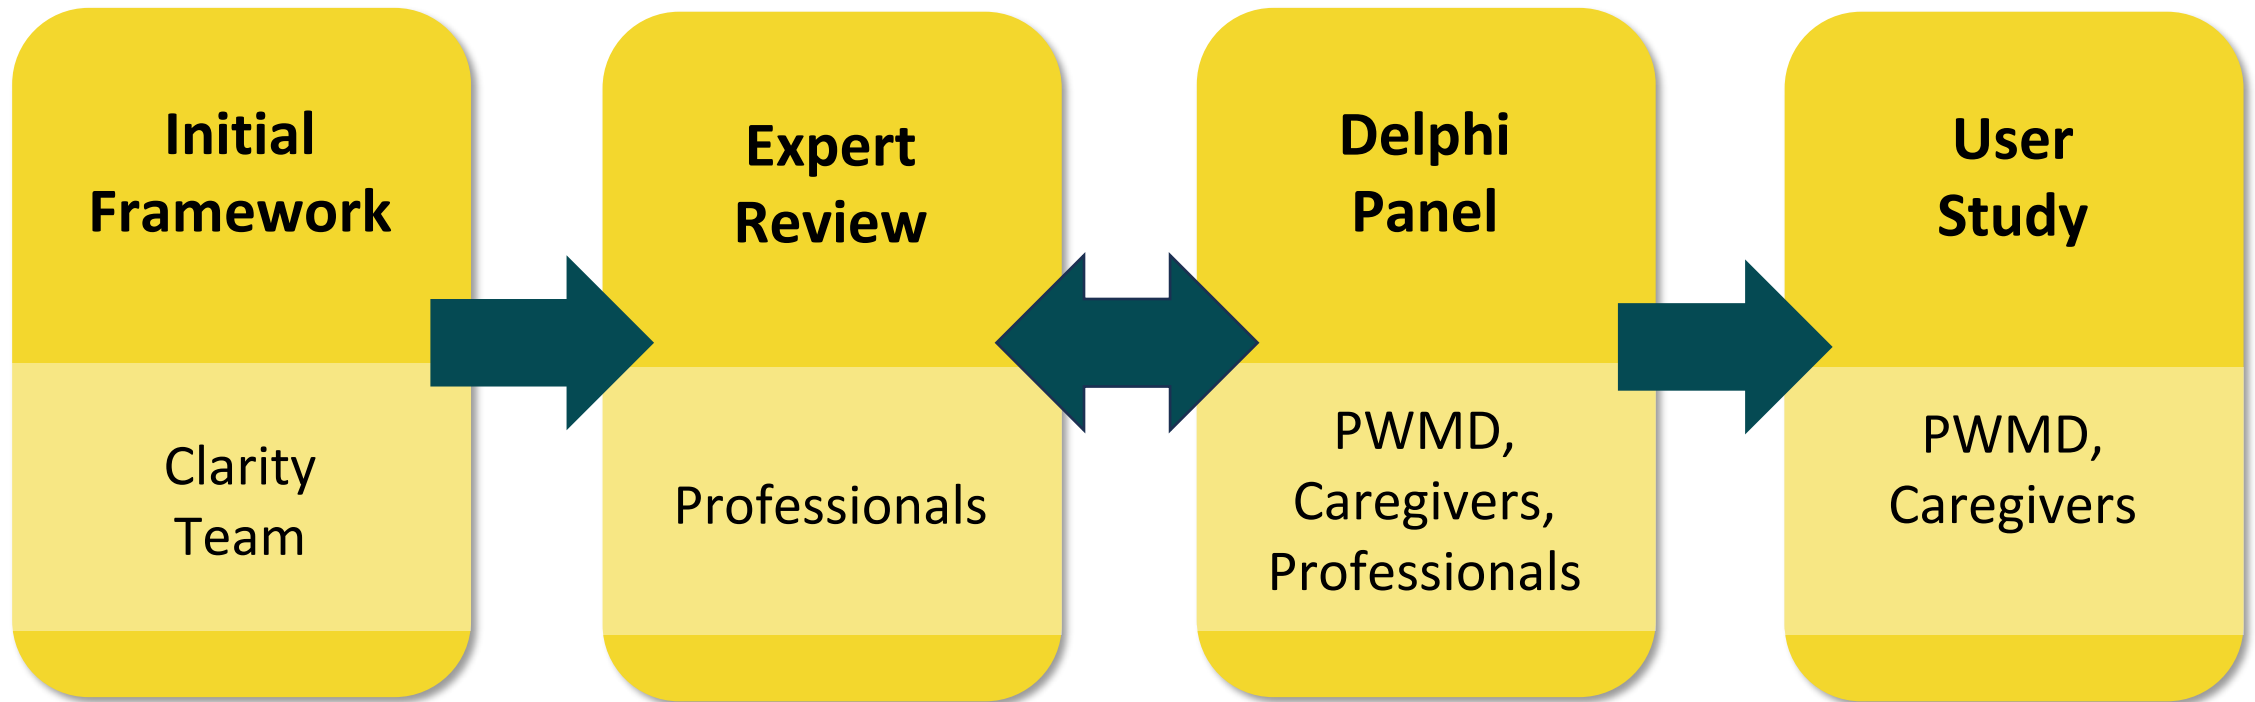 Initial
Framework
Clarity
Team
Expert
Review
Professionals
Delphi
Panel
PWMD,
Caregivers,
Professionals
User
Study
PWMD,
Caregivers